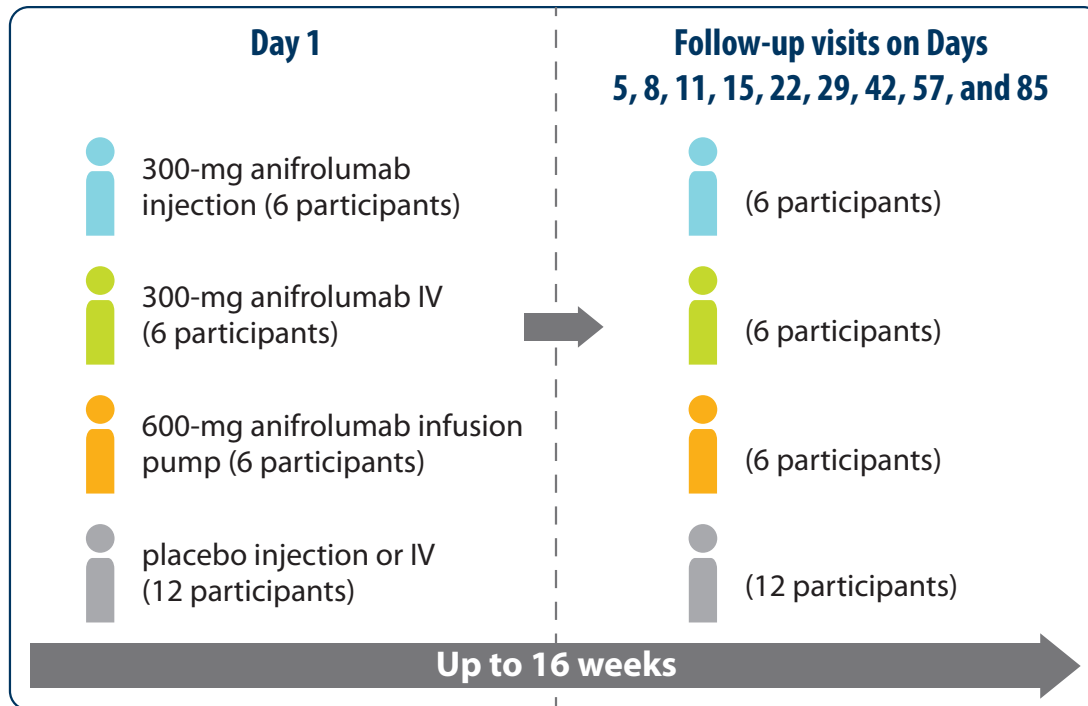 Day 1
300-mg anifrolumab
injection (6 participants)
300-mg anifrolumab IV
(6 participants)
600-mg anifrolumab infusion
pump (6 participants)
placebo injection or IV
(12 participants)
Follow-up visits on Days
5, 8, 11, 15, 22, 29, 42, 57, and 85
(6 participants)
(6 participants)
(6 participants)
(12 participants)
Up to 16 weeks